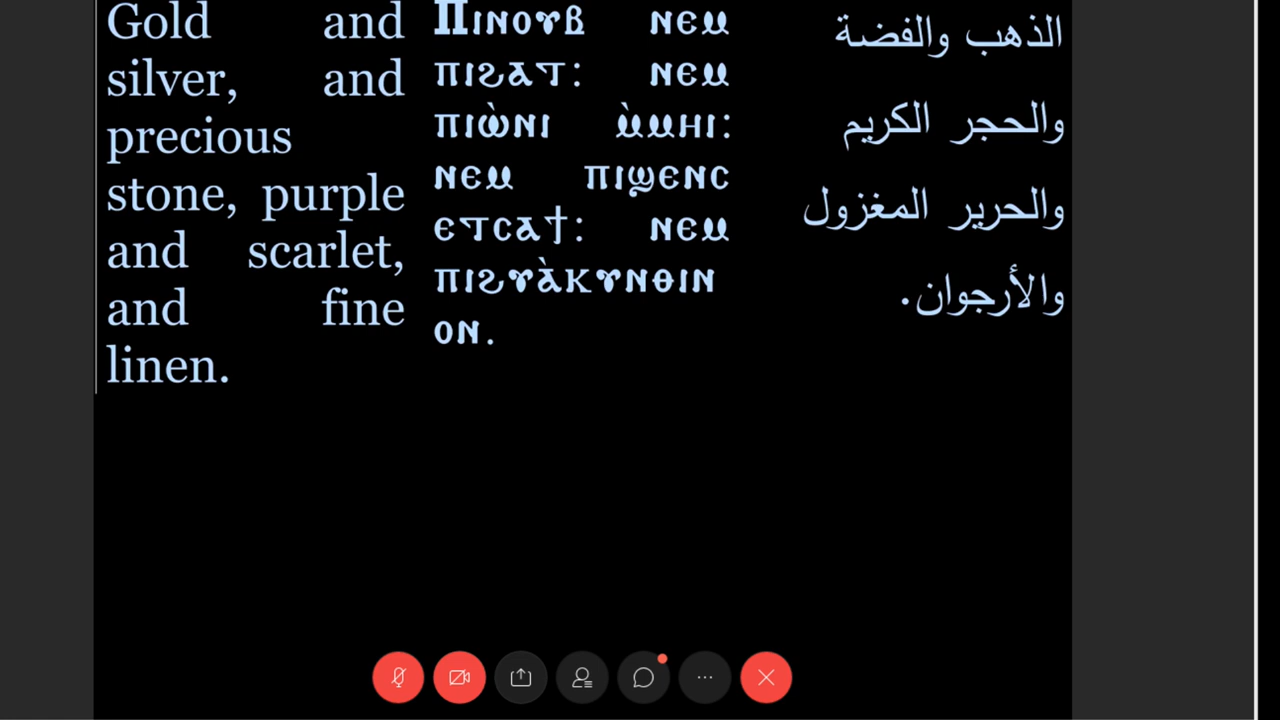 Gold and
silver, and
precious
stone, purple
and scarlet,
and fine
linen.
Ⲡⲓⲛⲟⲩⲃ ⲛⲉⲙ
ⲡⲓϩⲁⲧ: ⲛⲉⲙ
ⲡⲓⲱ̀ⲛⲓ ⲙ̀ⲙⲏⲓ:
ⲛⲉⲙ ⲡⲓϣⲉⲛⲥ
ⲉⲧⲥⲁϯ: ⲛⲉⲙ
ⲡⲓϩⲩⲁ̀ⲕⲩⲛⲑⲓⲛ
ⲟⲛ.
الذهب والفضة
والحجر الكريم
والحرير المغزول
والأرجوان.